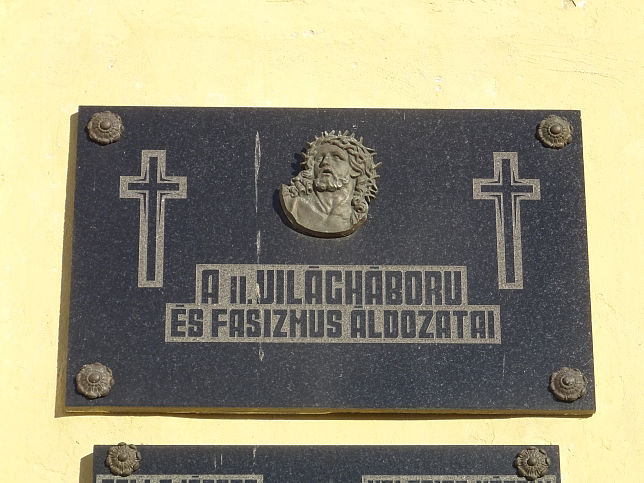 A II. VILÁGHÁBORU
ÉS FASIZMUS ÁLDOZATAI